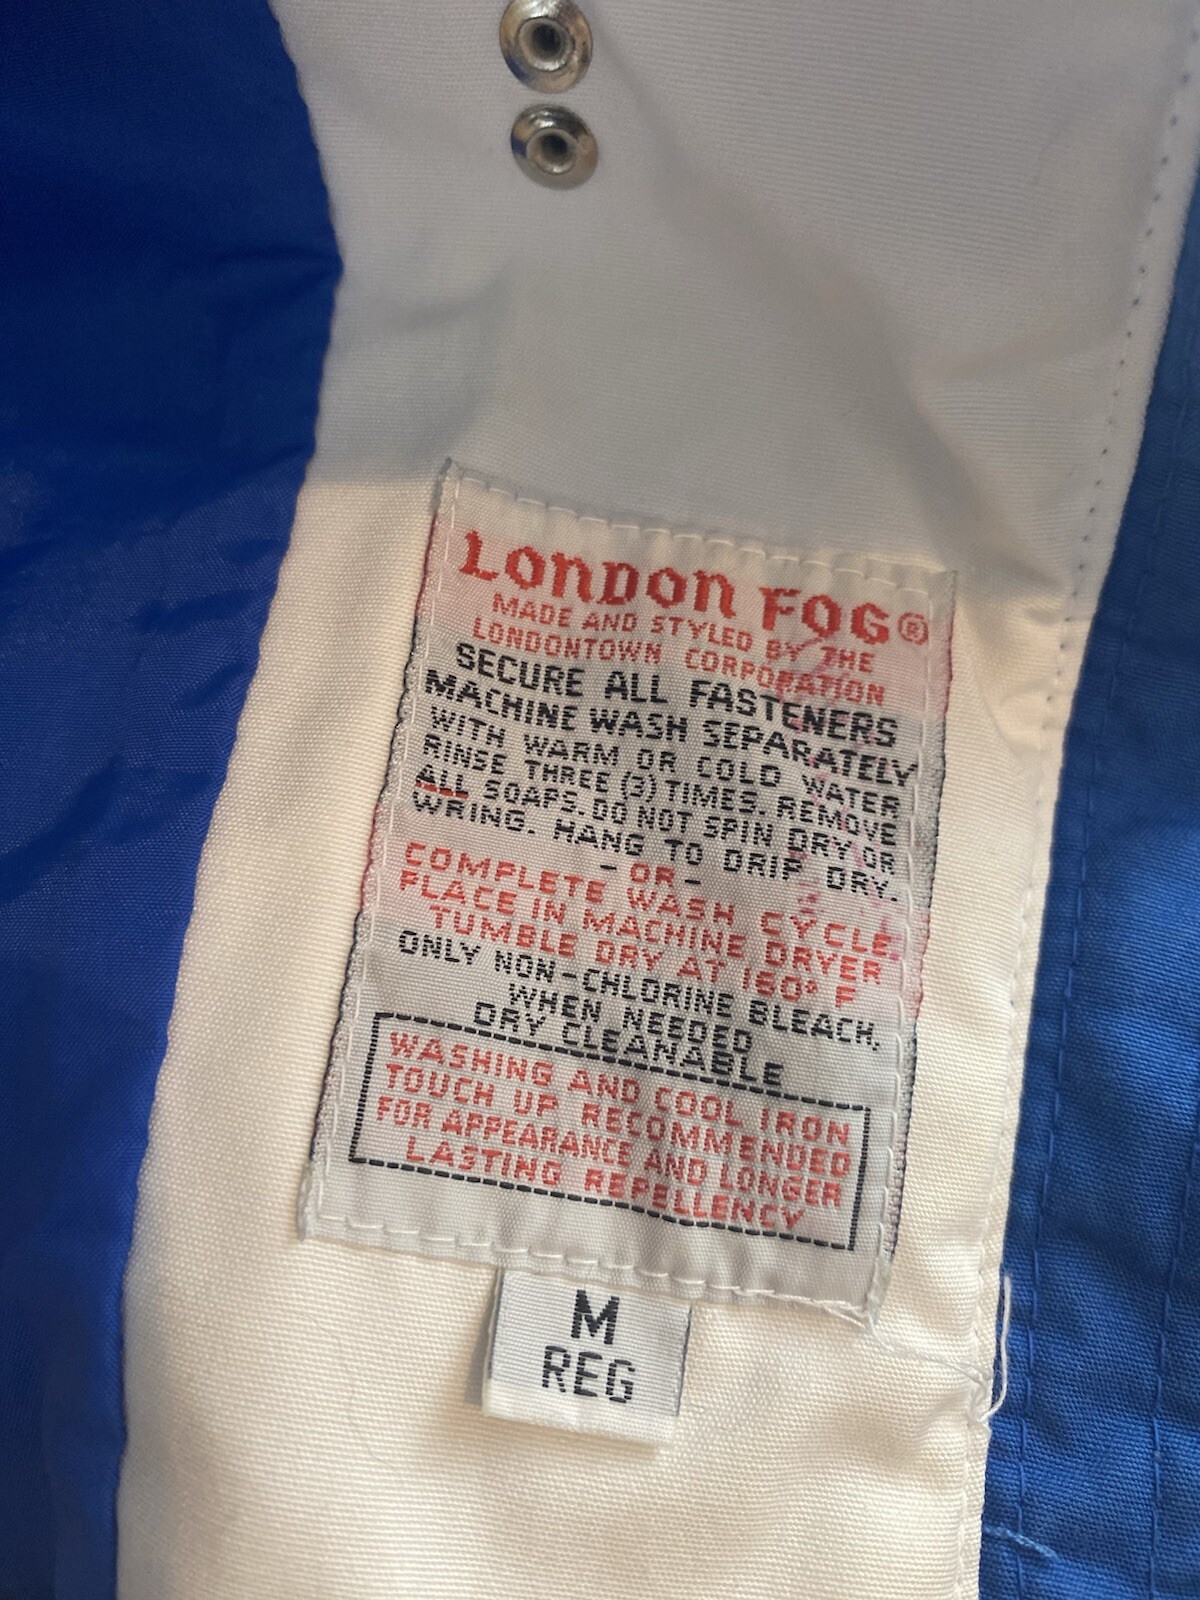 LONDON FOG®
MADE AND STYLED BY THE
LONDONTOWN CORPORATION
SECURE ALL FASTENERS
MACHINE WASH SEPARATELY
WITH WARM OR COLD WATER
RINSE THREE (3) TIMES. REMOVE
ALL SOAPS. DO NOT SPIN DRY OR
WRING. HANG TO DRIP DRY.
- OR -
COMPLETE WASH CYCLE
PLACE IN MACHINE DRYER
TUMBLE DRY AT 160° F
ONLY NON-CHLORINE BLEACH,
WHEN NEEDED
DRY CLEANABLE
WASHING AND COOL IRON
TOUCH UP RECOMMENDED
FOR APPEARANCE AND LONGER
LASTING REPELLENCY
M
REG